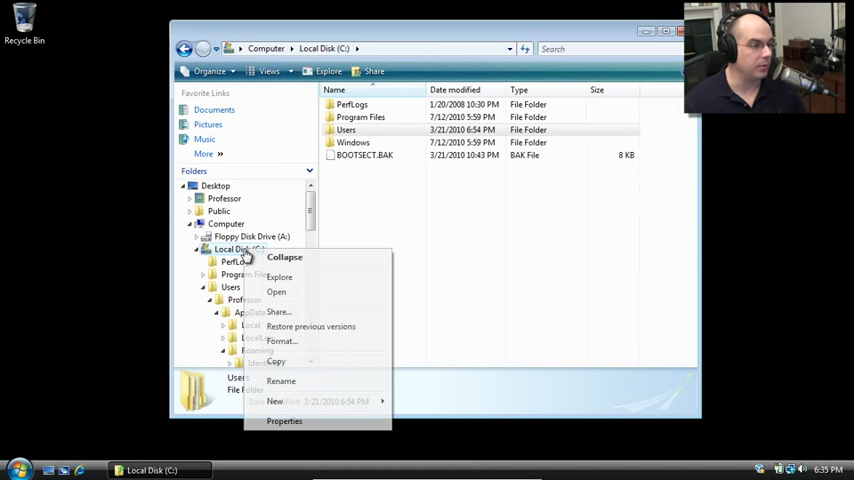 Recycle Bin
Computer
Local Disk (C:)
Search
Organize
Views
Explore
Share
Favorite Links
Documents
Pictures
Music
More »
Folders
Desktop
Professor
Public
Computer
Floppy Disk Drive (A:)
Local Disk (C:)
Program Files
Users
Professor
Local
Roaming
Name
Date modified
Type
Size
PerfLogs
1/20/2008 10:30 PM
File Folder
Program Files
7/12/2010 5:59 PM
File Folder
Users
3/21/2010 6:54 PM
File Folder
Windows
7/12/2010 5:59 PM
File Folder
BOOTSECT.BAK
3/21/2010 10:43 PM
BAK File
8 KB
Collapse
Explore
Open
Share...
Restore previous versions
Format...
Copy
Rename
New
Properties
Users
File Folder
Date modified: 3/21/2010 6:54 PM
Local Disk (C:)
6:35 PM